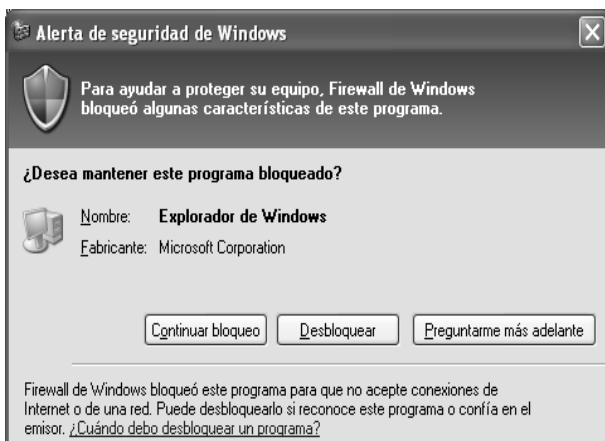 Alerta de seguridad de Windows
Para ayudar a proteger su equipo, Firewall de Windows
bloqueó algunas características de este programa.
¿Desea mantener este programa bloqueado?
Nombre: Explorador de Windows
Fabricante: Microsoft Corporation
Continuar bloqueo Desbloquear Preguntarme más adelante
Firewall de Windows bloqueó este programa para que no acepte conexiones de
Internet o de una red. Puede desbloquearlo si reconoce este programa o confía en el
emisor. ¿Cuándo debo desbloquear un programa?